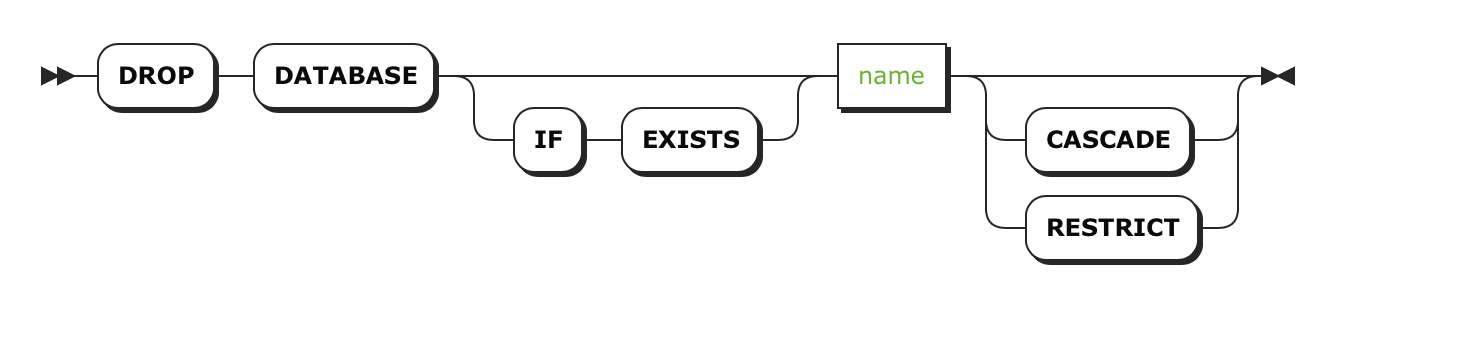 DROP DATABASE name
IF EXISTS CASCADE
RESTRICT